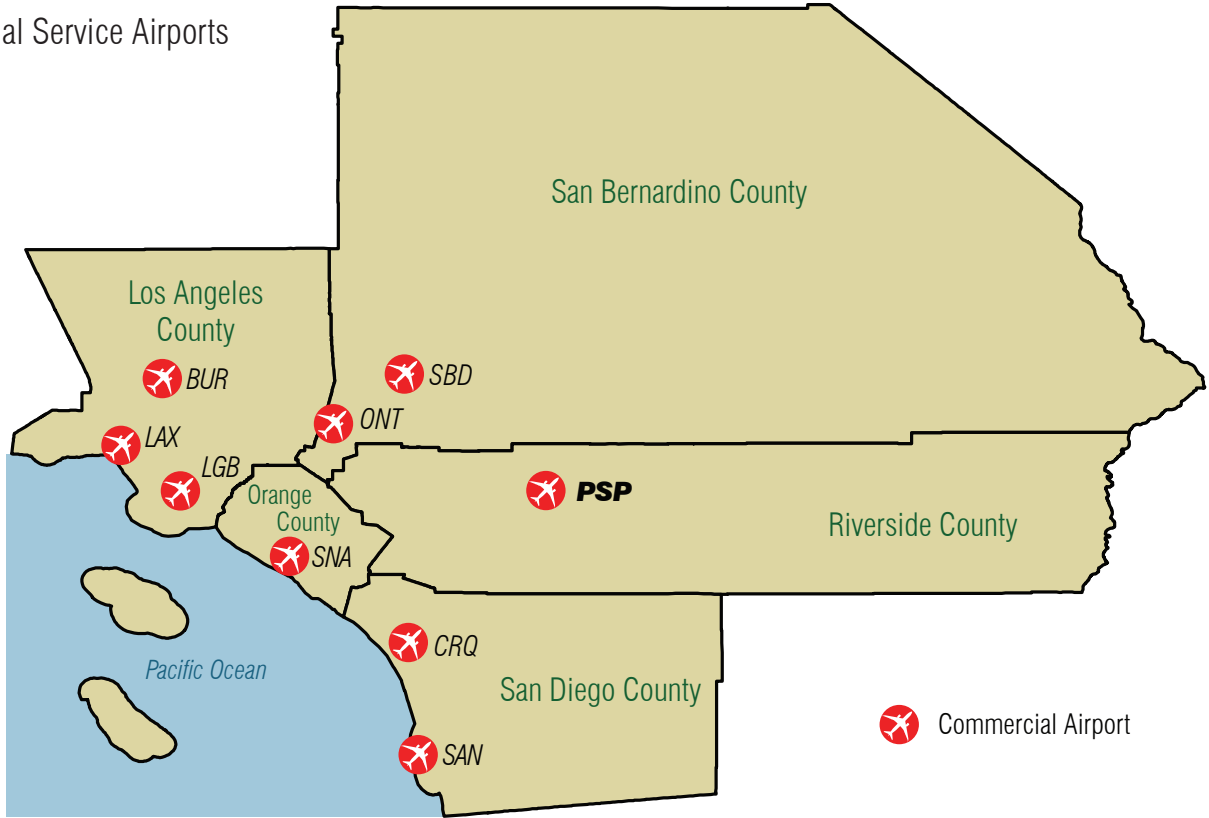 al Service Airports
San Bernardino County
Los Angeles
County
BUR
SBD
ONT
LAX
LGB
PSP
Orange
County
Riverside County
SNA
CRQ
Pacific Ocean
San Diego County
Commercial Airport
SAN